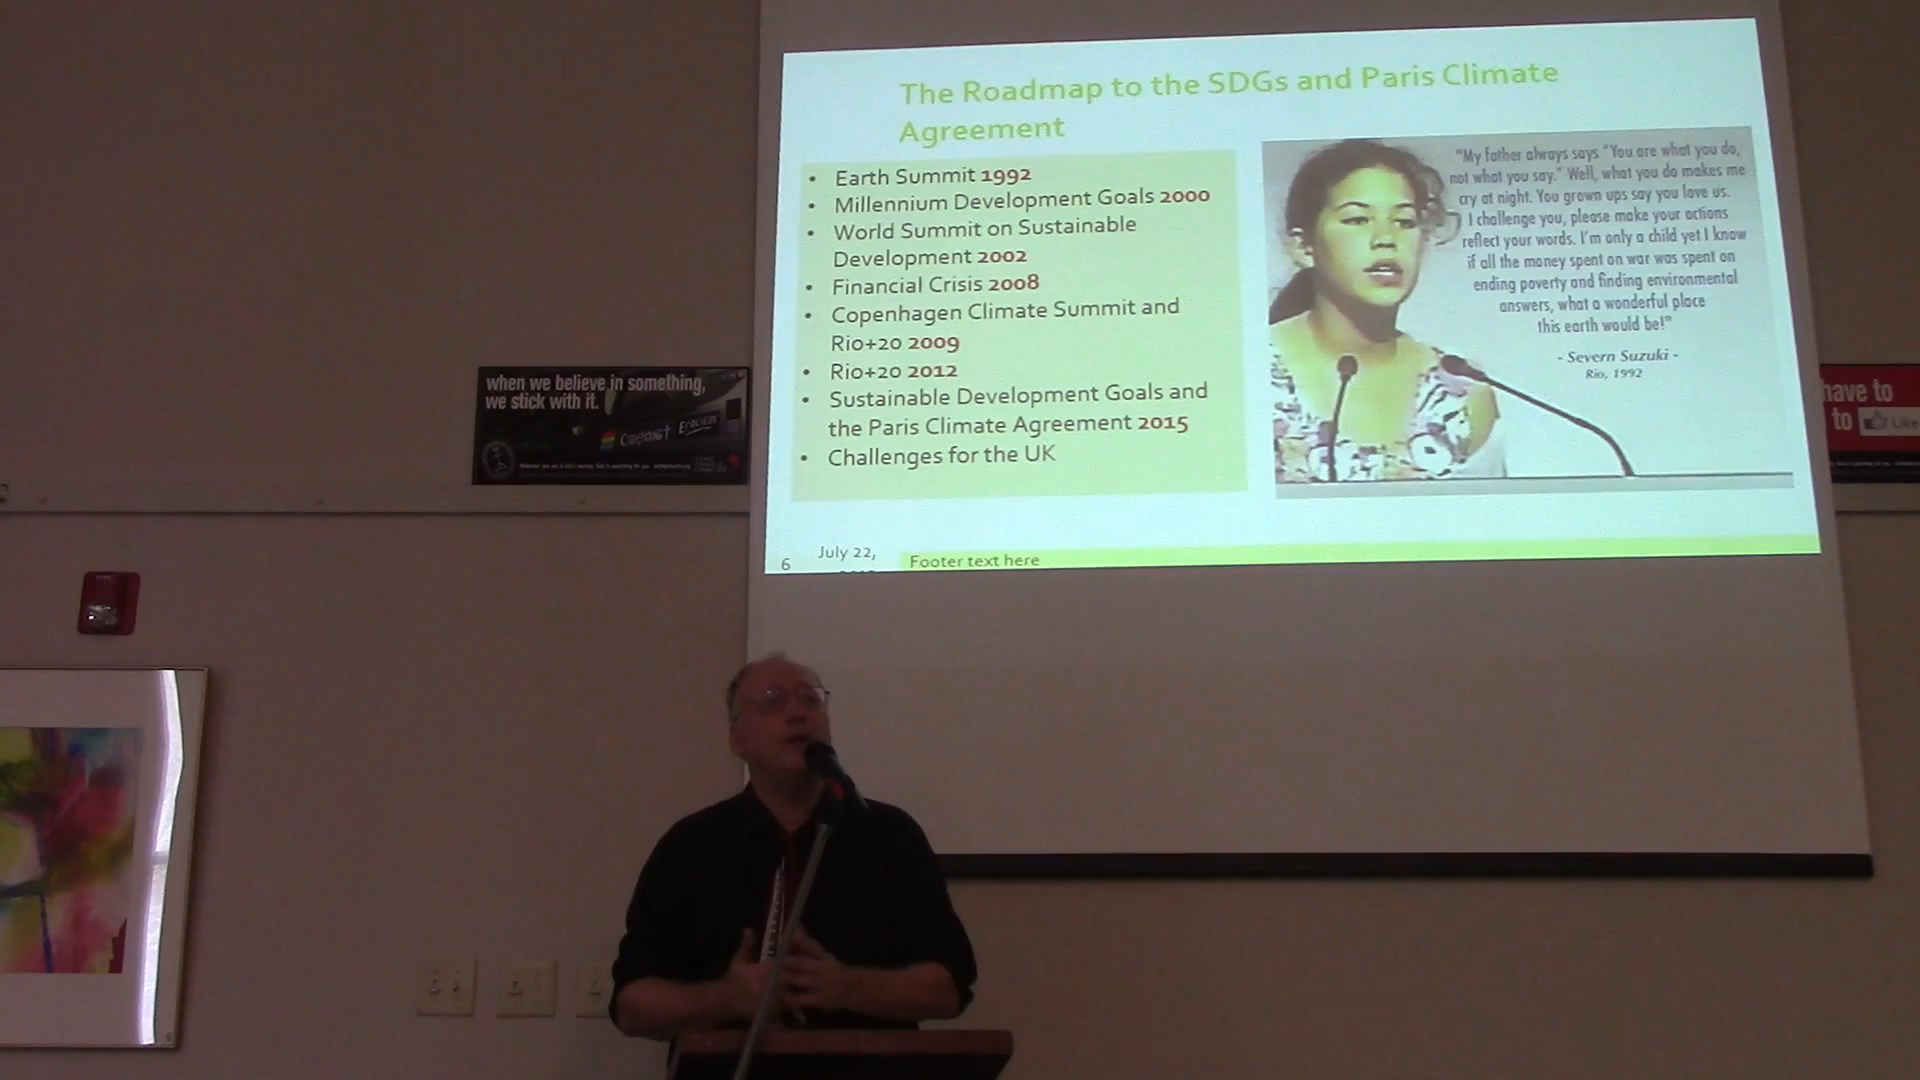 The Roadmap to the SDGs and Paris Climate
Agreement
• Earth Summit 1992
• Millennium Development Goals 2000
• World Summit on Sustainable
Development 2002
• Financial Crisis 2008
• Copenhagen Climate Summit and
Rio+20 2009
• Rio+20 2012
• Sustainable Development Goals and
the Paris Climate Agreement 2015
• Challenges for the UK
"My father always says "You are what you do,
not what you say." Well, what you do makes me
cry at night. You grown ups say you love us.
I challenge you, please make your actions
reflect your words. I'm only a child yet I know
if all the money spent on war was spent on
ending poverty and finding environmental
answers, what a wonderful place
this earth would be!"
- Severn Suzuki -
Rio, 1992
6
July 22,
Footer text here
when we believe in something,
we stick with it.
Coexist
Eracism
have to
to Like